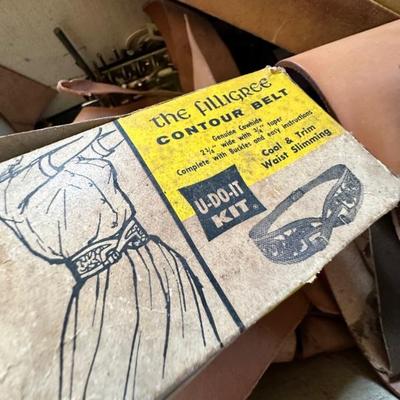 the filligree
CONTOUR BELT
Genuine Cowhide
2¼" wide with ¾" taper
Complete with Buckles and easy instructions
U-DO-IT
KIT
Cool & Trim
Waist Slimming